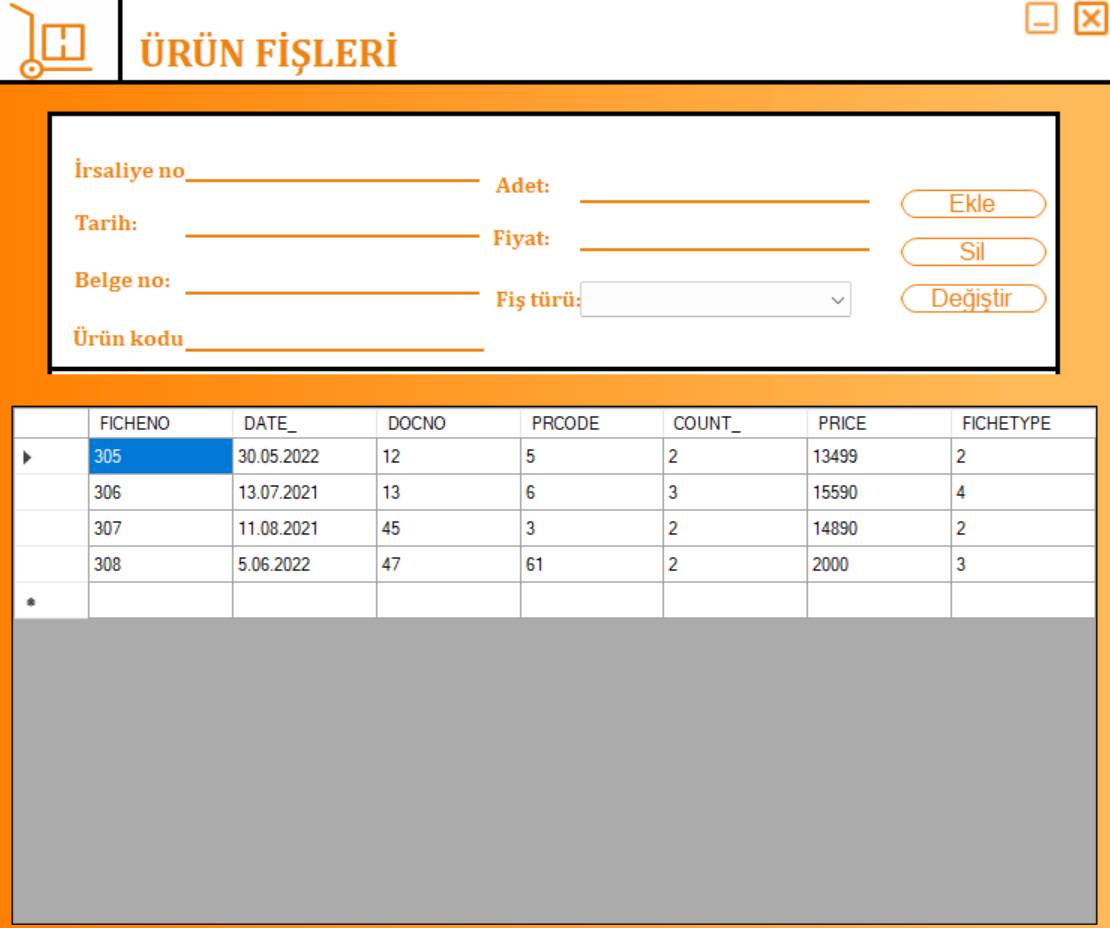 ÜRÜN FİŞLERİ
İrsaliye no
Tarih:
Belge no:
Ürün kodu
Adet:
Fiyat:
Fiş türü:
Ekle
Sil
Değiştir
FICHENO DATE_ DOCNO PRCODE COUNT_ PRICE FICHETYPE
305 30.05.2022 12 5 2 13499 2
306 13.07.2021 13 6 3 15590 4
307 11.08.2021 45 3 2 14890 2
308 5.06.2022 47 61 2 2000 3